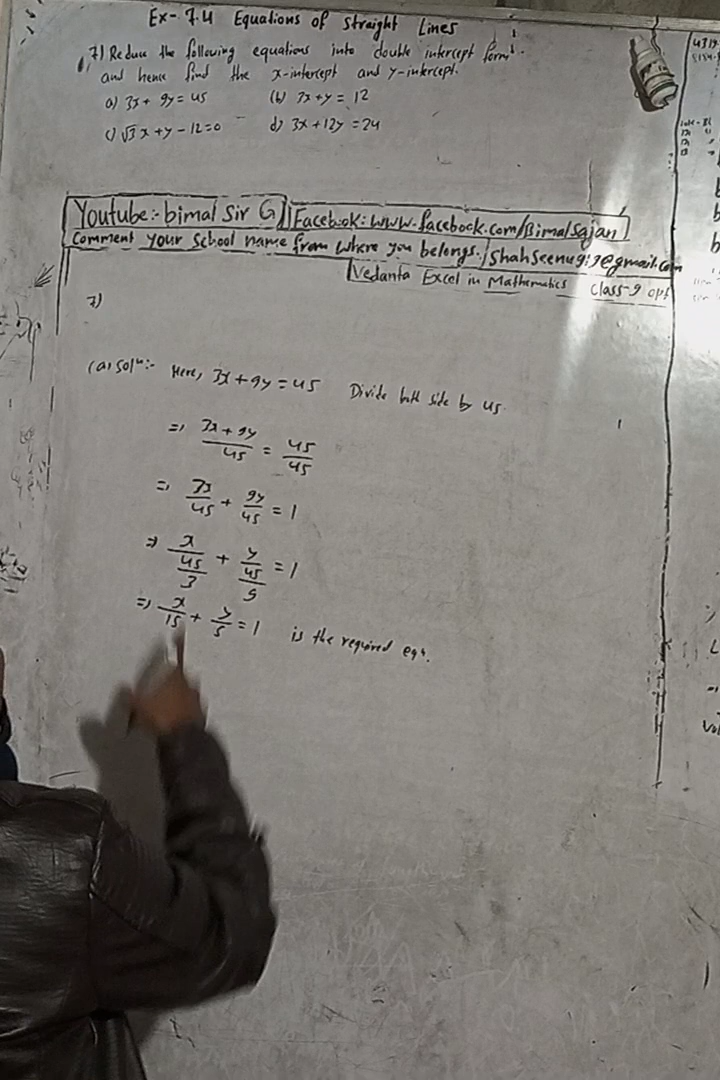 Ex- 7.4 Equations of Straight Lines
7) Reduce the following equations into double intercept form.
and hence find the x-intercept and y-intercept.
a) 3x + 9y = 45 (b) 3x+y = 12
c) √3x+y-12=0 d) 3x+12y = 24
Youtube:- bimal Sir G Facebook: www.facebook.com/Bimalsajan
Comment your School name from where you belongs.
Vedanta Excel in Mathematics Class-9 opt
7)
(a) solⁿ:- Here, 3x+9y=45 Divide both side by 45.
=> 3x+9y/45 = 45/45
=> 3x/45 + 9y/45 = 1
=> x/45/3 + y/45/9 = 1
=> x/15 + y/5 = 1 is the required eqⁿ.